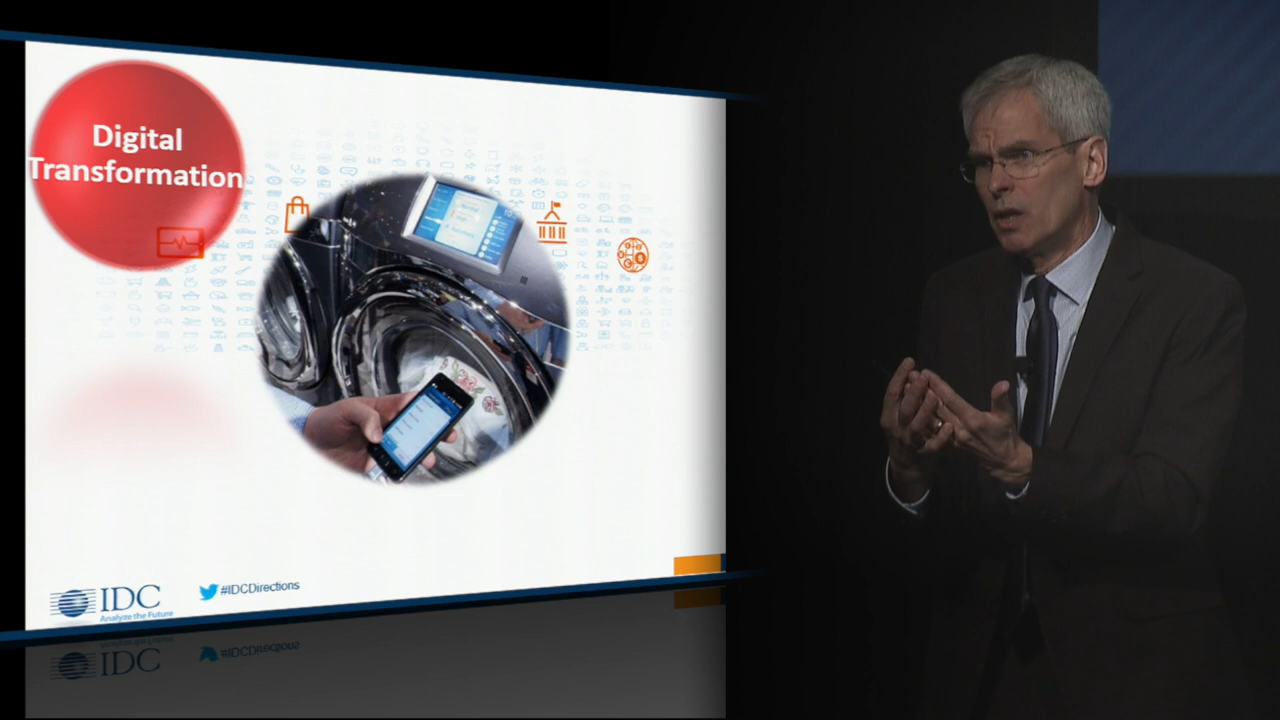 Digital
Transformation
IDC
Analyze the Future
#IDCDirections